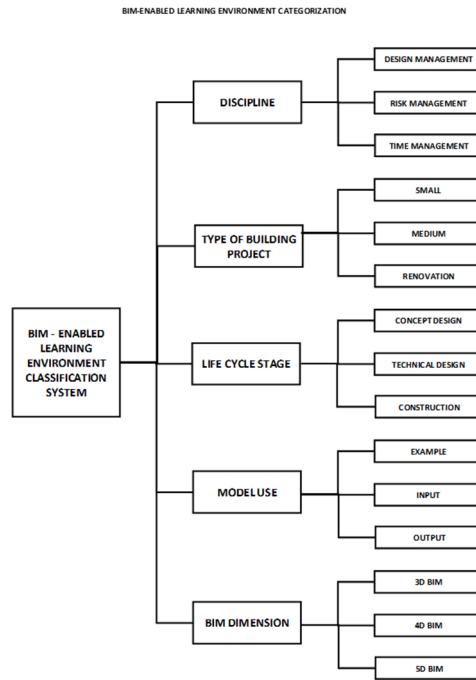 BIM-ENABLED LEARNING ENVIRONMENT CATEGORIZATION
BIM - ENABLED
LEARNING
ENVIRONMENT
CLASSIFICATION
SYSTEM
DISCIPLINE
DESIGN MANAGEMENT
RISK MANAGEMENT
TIME MANAGEMENT
TYPE OF BUILDING
PROJECT
SMALL
MEDIUM
RENOVATION
LIFE CYCLE STAGE
CONCEPT DESIGN
TECHNICAL DESIGN
CONSTRUCTION
MODEL USE
EXAMPLE
INPUT
OUTPUT
BIM DIMENSION
3D BIM
4D BIM
5D BIM